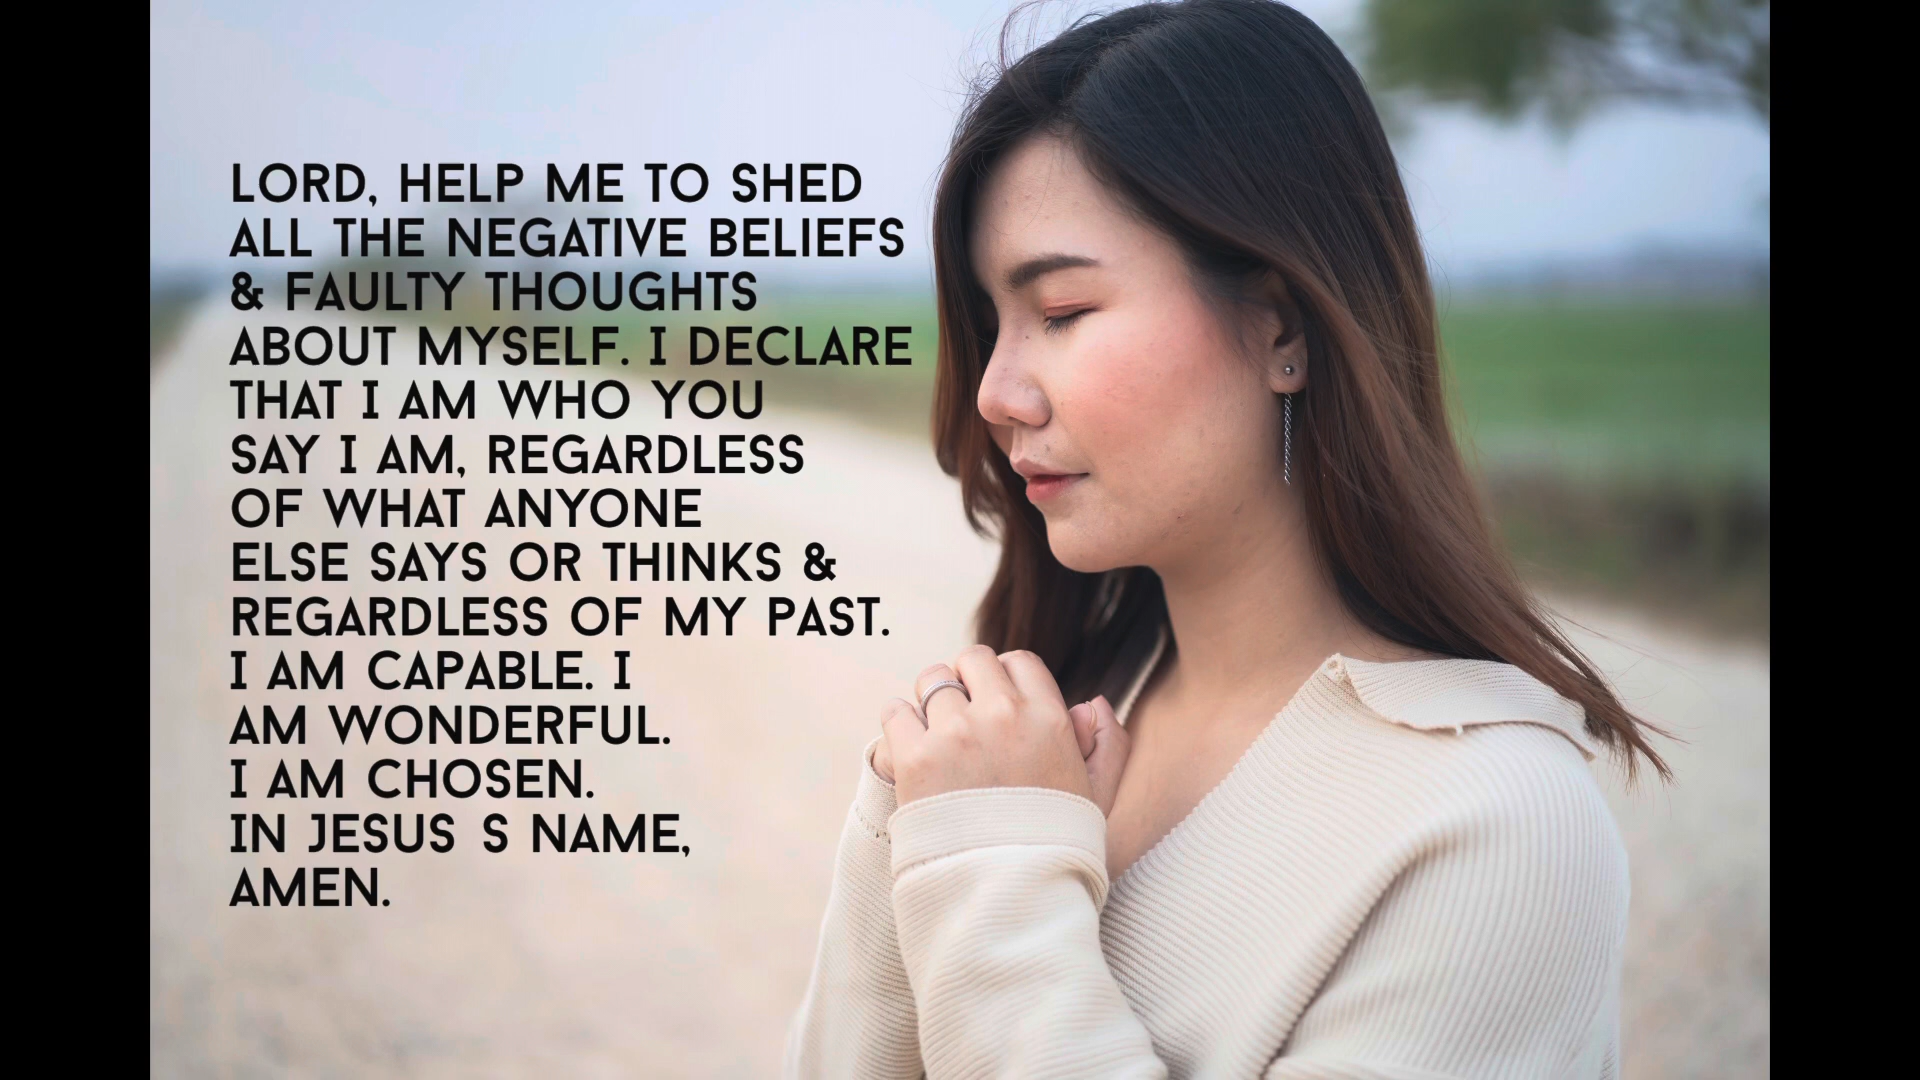 LORD, HELP ME TO SHED
ALL THE NEGATIVE BELIEFS
& FAULTY THOUGHTS
ABOUT MYSELF. I DECLARE
THAT I AM WHO YOU
SAY I AM, REGARDLESS
OF WHAT ANYONE
ELSE SAYS OR THINKS &
REGARDLESS OF MY PAST.
I AM CAPABLE. I
AM WONDERFUL.
I AM CHOSEN.
IN JESUS S NAME,
AMEN.